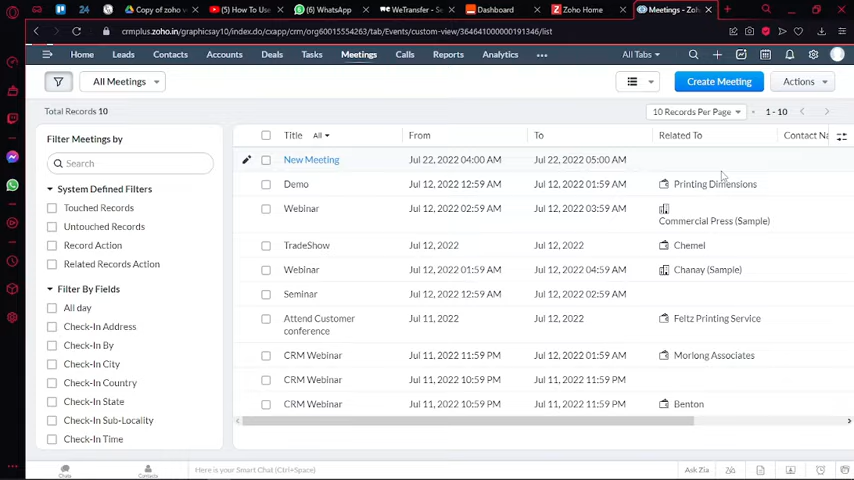 24
Copy of zoho v
(5) How To Use
(6) WhatsApp
WeTransfer - Se
Dashboard
Zoho Home
Meetings - Zoh
crmplus.zoho.in/graphicsay10/index.do/cxapp/crm/org60015554263/tab/Events/custom-view/364641000000191346/list
Home Leads Contacts Accounts Deals Tasks Meetings Calls Reports Analytics ... All Tabs
All Meetings
Create Meeting
Actions
Total Records 10
10 Records Per Page
1 - 10
Filter Meetings by
Search
System Defined Filters
Touched Records
Untouched Records
Record Action
Related Records Action
Filter By Fields
All day
Check-In Address
Check-In By
Check-In City
Check-In Country
Check-In State
Check-In Sub-Locality
Check-In Time
Title All From To Related To Contact Na
New Meeting Jul 22, 2022 04:00 AM Jul 22, 2022 05:00 AM
Demo Jul 12, 2022 12:59 AM Jul 12, 2022 01:59 AM Printing Dimensions
Webinar Jul 12, 2022 02:59 AM Jul 12, 2022 03:59 AM
Commercial Press (Sample)
TradeShow Jul 12, 2022 Jul 12, 2022 Chemel
Webinar Jul 12, 2022 01:59 AM Jul 12, 2022 04:59 AM Chanay (Sample)
Seminar Jul 12, 2022 12:59 AM Jul 12, 2022 02:59 AM
Attend Customer Jul 11, 2022 Jul 12, 2022 Feltz Printing Service
conference
CRM Webinar Jul 11, 2022 11:59 PM Jul 12, 2022 01:59 AM Morlong Associates
CRM Webinar Jul 11, 2022 10:59 PM Jul 11, 2022 11:59 PM
CRM Webinar Jul 11, 2022 10:59 PM Jul 11, 2022 11:59 PM Benton
Chats
Contacts
Here is your Smart Chat (Ctrl+Space)
Ask Zia